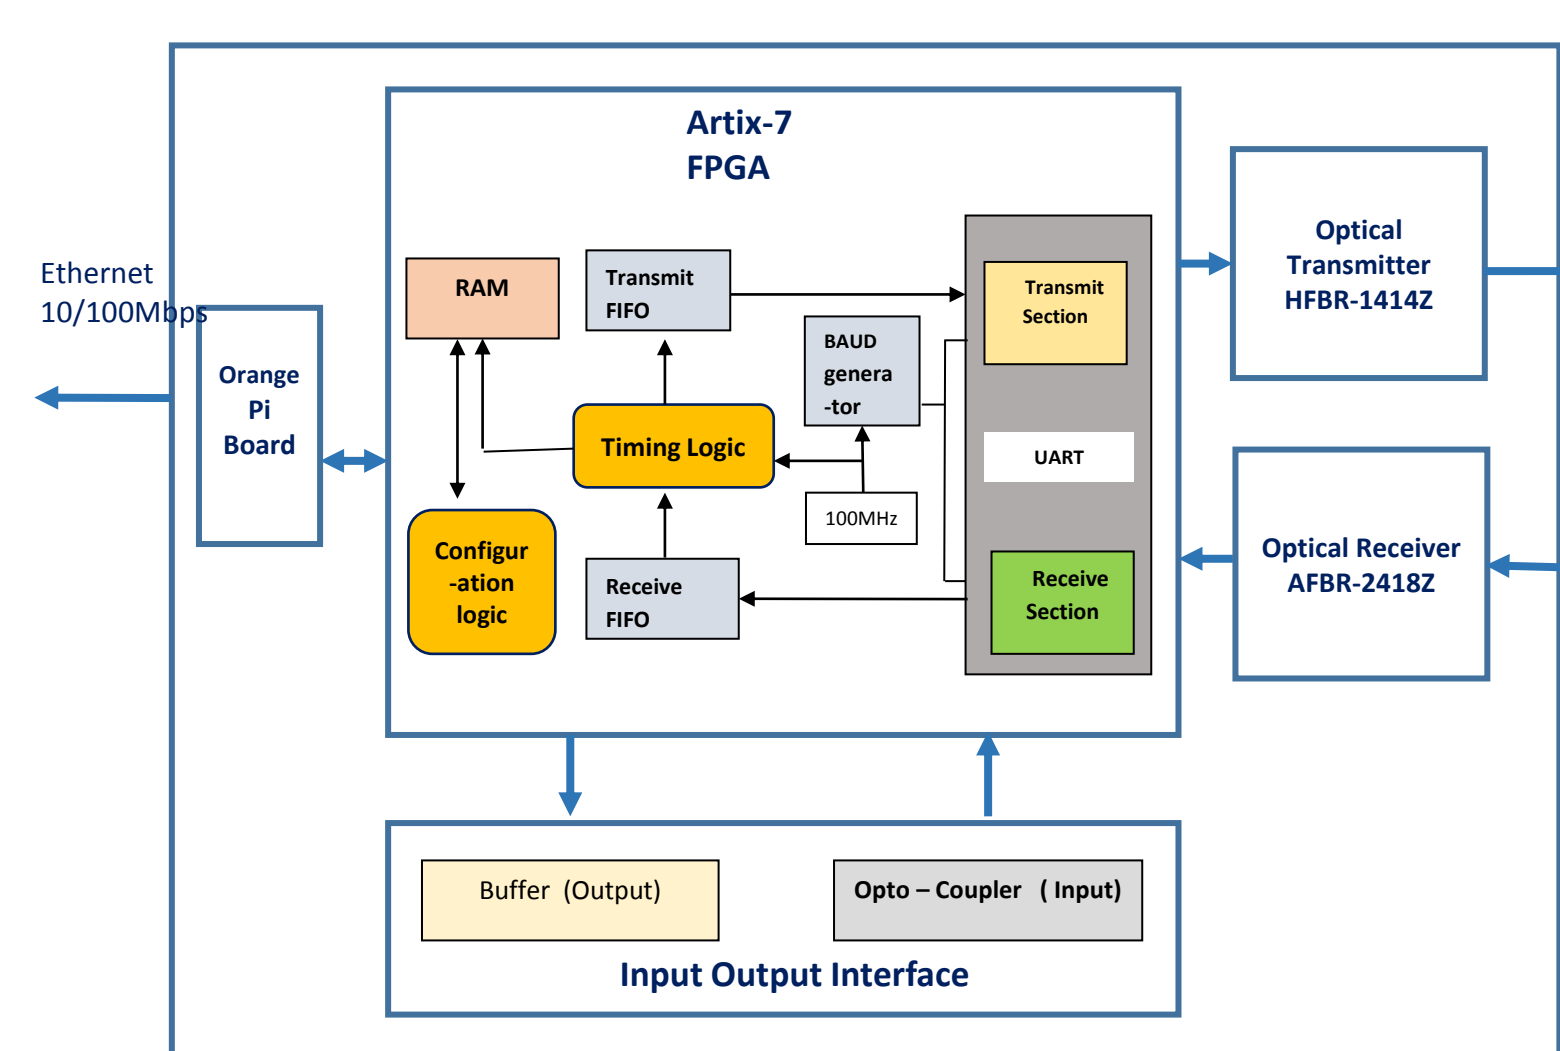 Artix-7
FPGA
Ethernet
10/100Mbps
Orange
Pi
Board
RAM
Transmit
FIFO
BAUD
genera
-tor
Timing Logic
100MHz
Configur
-ation
logic
Receive
FIFO
Transmit
Section
UART
Receive
Section
Optical
Transmitter
HFBR-1414Z
Optical Receiver
AFBR-2418Z
Buffer (Output)
Opto – Coupler ( Input)
Input Output Interface